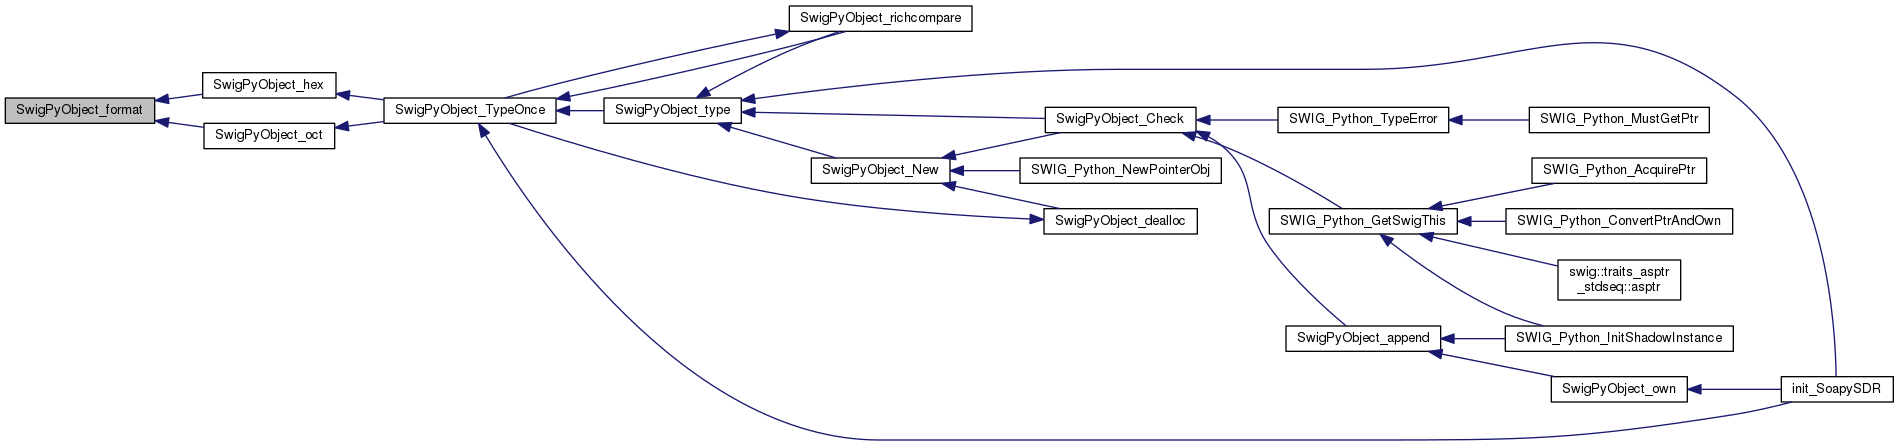 SwigPyObject_format
SwigPyObject_hex
SwigPyObject_oct
SwigPyObject_TypeOnce
SwigPyObject_richcompare
SwigPyObject_type
SwigPyObject_Check
SwigPyObject_New
SWIG_Python_NewPointerObj
SwigPyObject_dealloc
SWIG_Python_TypeError
SWIG_Python_MustGetPtr
SWIG_Python_GetSwigThis
SWIG_Python_AcquirePtr
SWIG_Python_ConvertPtrAndOwn
swig::traits_asptr
_stdseq::asptr
SWIG_Python_InitShadowInstance
SwigPyObject_append
SwigPyObject_own
init_SoapySDR